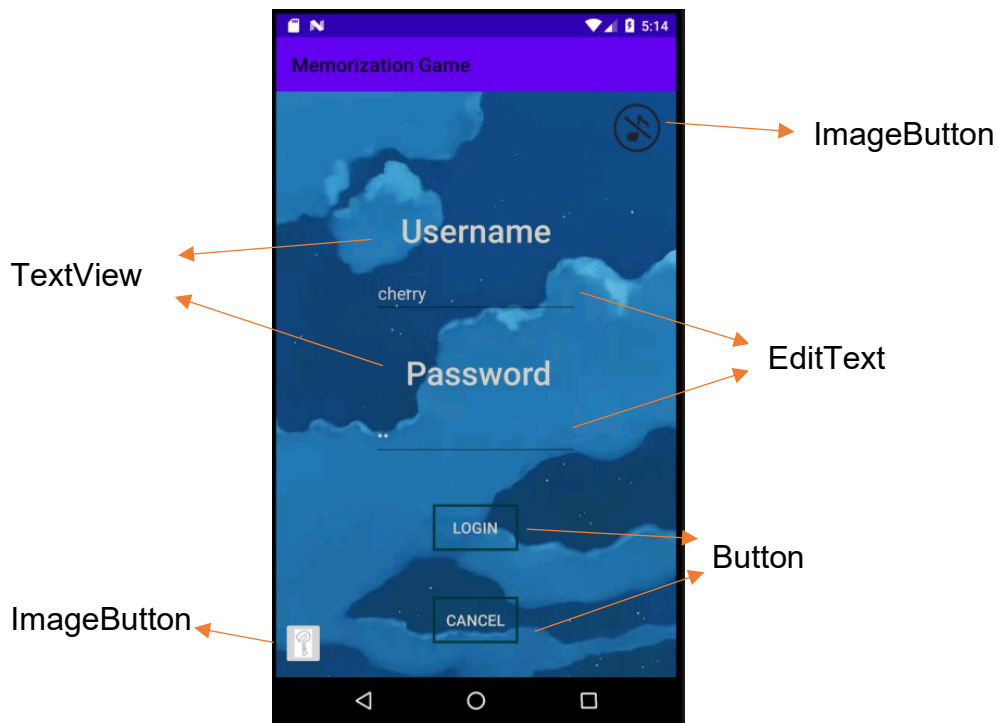 5:14
Memorization Game
ImageButton
Username
TextView
cherry
EditText
Password
••
LOGIN
Button
CANCEL
ImageButton